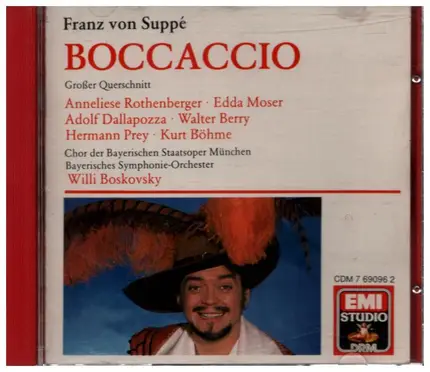 Franz von Suppé
BOCCACCIO
Großer Querschnitt
Anneliese Rothenberger · Edda Moser
Adolf Dallapozza · Walter Berry
Hermann Prey · Kurt Böhme
Chor der Bayerischen Staatsoper München
Bayerisches Symphonie-Orchester
Willi Boskovsky
CDM 7 69096 2
EMI
STUDIO
DRM